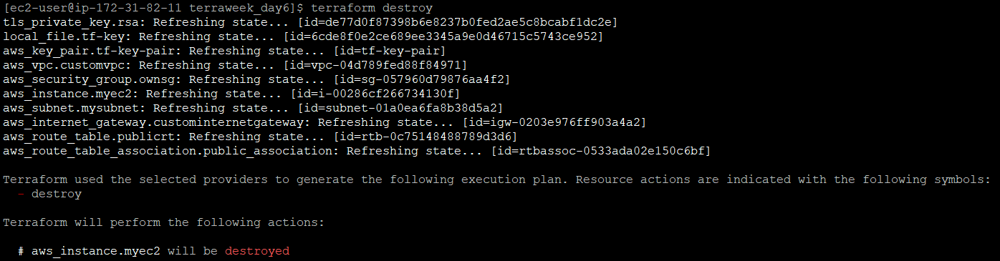 [ec2-user@ip-172-31-82-11 terraweek_day6]$ terraform destroy
tls_private_key.rsa: Refreshing state... [id=de77d0f87398b6e8237b0fed2ae5c8bcabf1dc2e]
local_file.tf-key: Refreshing state... [id=6cde8f0e2ce689ee3345a9e0d46715c5743ce952]
aws_key_pair.tf-key-pair: Refreshing state... [id=tf-key-pair]
aws_vpc.customvpc: Refreshing state... [id=vpc-04d789fed88f84971]
aws_security_group.ownsg: Refreshing state... [id=sg-057960d79876aa4f2]
aws_instance.myec2: Refreshing state... [id=i-00286cf266734130f]
aws_subnet.mysubnet: Refreshing state... [id=subnet-01a0ea6fa8b38d5a2]
aws_internet_gateway.custominternetgateway: Refreshing state... [id=igw-0203e976ff903a4a2]
aws_route_table.publicrt: Refreshing state... [id=rtb-0c75148488789d3d6]
aws_route_table_association.public_association: Refreshing state... [id=rtbassoc-0533ada02e150c6bf]
Terraform used the selected providers to generate the following execution plan. Resource actions are indicated with the following symbols:
- destroy
Terraform will perform the following actions:
# aws_instance.myec2 will be destroyed